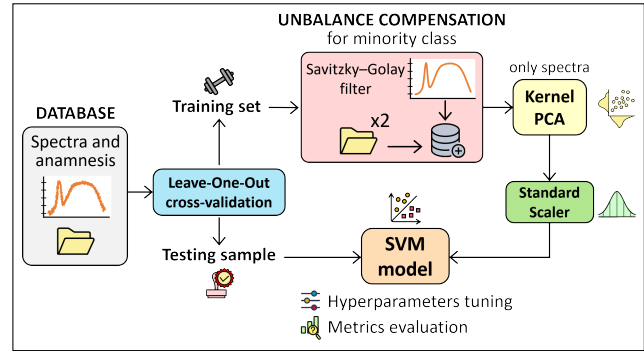 UNBALANCE COMPENSATION
for minority class
Savitzky–Golay
filter
x2
only spectra
Kernel
PCA
Training set
DATABASE
Spectra and
anamnesis
Leave-One-Out
cross-validation
Standard
Scaler
Testing sample
SVM
model
Hyperparameters tuning
Metrics evaluation